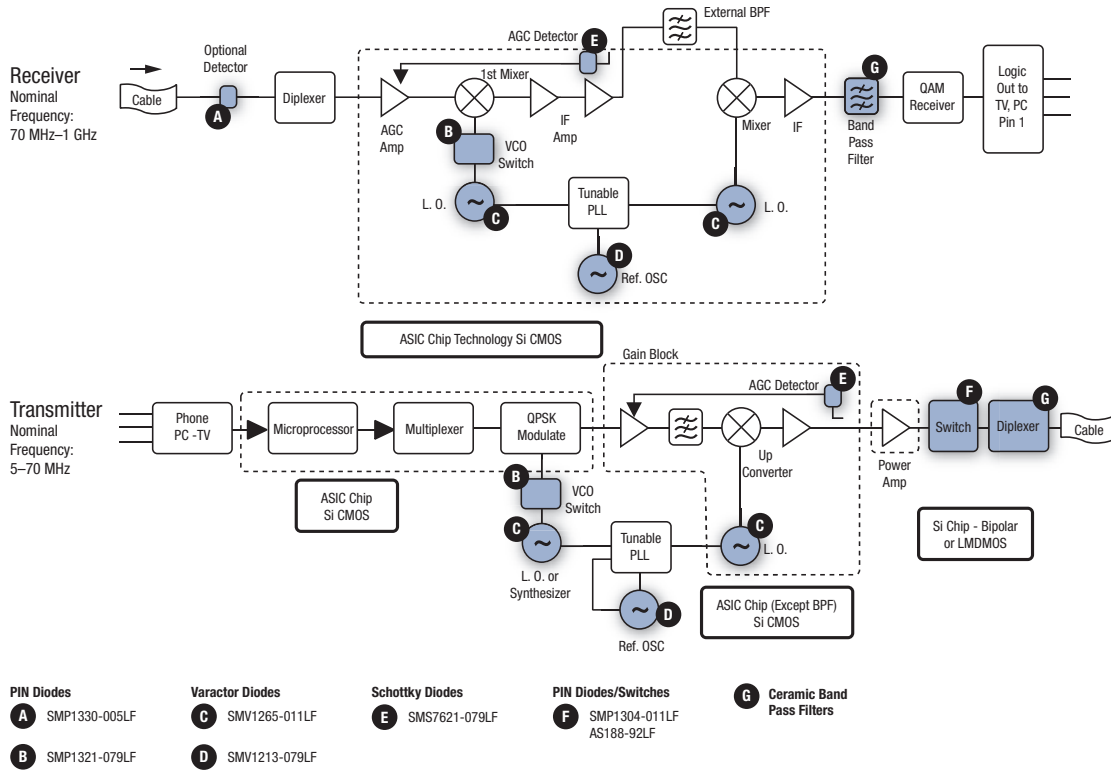 Receiver
Nominal
Frequency:
70 MHz–1 GHz
Cable
Optional
Detector
A
Diplexer
AGC
Amp
AGC Detector
E
1st Mixer
B
VCO
Switch
IF
Amp
External BPF
L. O.
C
Tunable
PLL
D
Ref. OSC
Mixer
C
L. O.
IF
G
Band
Pass
Filter
QAM
Receiver
Logic
Out to
TV, PC
Pin 1
ASIC Chip Technology Si CMOS
Transmitter
Nominal
Frequency:
5–70 MHz
Phone
PC -TV
Microprocessor
Multiplexer
QPSK
Modulate
ASIC Chip
Si CMOS
B
VCO
Switch
C
L. O. or
Synthesizer
Tunable
PLL
D
Ref. OSC
Gain Block
AGC Detector
E
Up
Converter
C
L. O.
ASIC Chip (Except BPF)
Si CMOS
Power
Amp
F
Switch
G
Diplexer
Cable
Si Chip - Bipolar
or LMDMOS
PIN Diodes
A SMP1330-005LF
B SMP1321-079LF
Varactor Diodes
C SMV1265-011LF
D SMV1213-079LF
Schottky Diodes
E SMS7621-079LF
PIN Diodes/Switches
F SMP1304-011LF
AS188-92LF
G Ceramic Band
Pass Filters